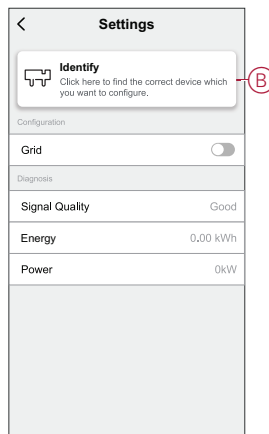 Settings
Identify
Click here to find the correct device which
you want to configure.
B
Configuration
Grid
Diagnosis
Signal Quality Good
Energy 0.00 kWh
Power 0kW